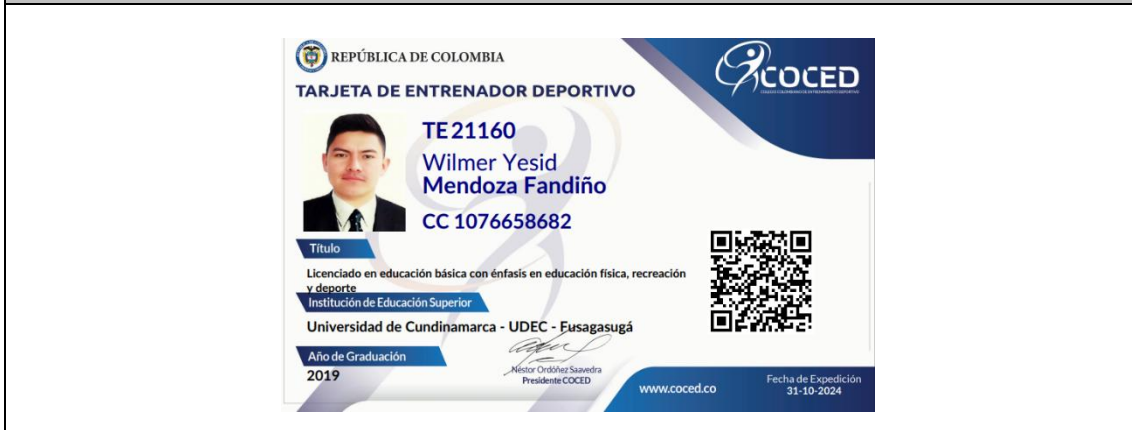 REPÚBLICA DE COLOMBIA
COCED
TARJETA DE ENTRENADOR DEPORTIVO
TE 21160
Wilmer Yesid
Mendoza Fandiño
CC 1076658682
Título
Licenciado en educación básica con énfasis en educación física, recreación
y deporte
Institución de Educación Superior
Universidad de Cundinamarca - UDEC - Fusagasugá
Año de Graduación
2019
Néstor Ordóñez Saavedra
Presidente COCED
www.coced.co
Fecha de Expedición
31-10-2024